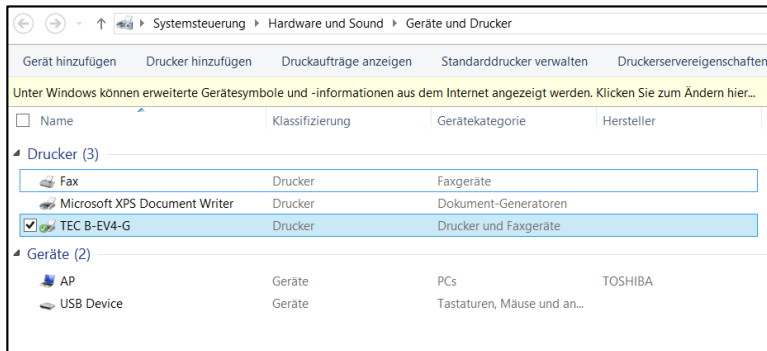 Systemsteuerung Hardware und Sound Geräte und Drucker
Gerät hinzufügen Drucker hinzufügen Druckaufträge anzeigen Standarddrucker verwalten Druckerservereigenschaften
Unter Windows können erweiterte Gerätesymbole und -informationen aus dem Internet angezeigt werden. Klicken Sie zum Ändern hier...
Name Klassifizierung Gerätekategorie Hersteller
Drucker (3)
Fax Drucker Faxgeräte
Microsoft XPS Document Writer Drucker Dokument-Generatoren
TEC B-EV4-G Drucker Drucker und Faxgeräte
Geräte (2)
AP Geräte PCs TOSHIBA
USB Device Geräte Tastaturen, Mäuse und an...